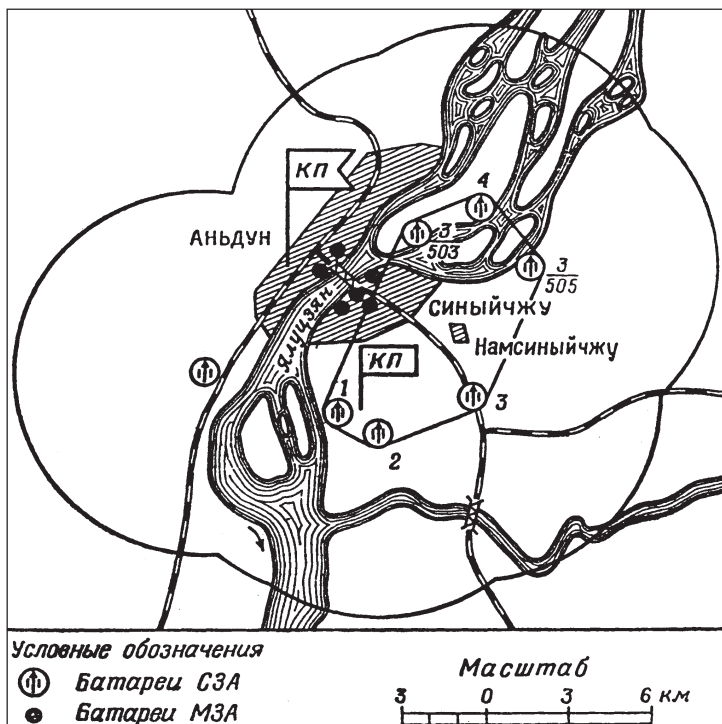 КП
4
АНЬДУН
3
503
3
505
СИНЫЙЧЖУ
ЯЛУЦЗЯН
Намсиныйчжу
КП
1
3
2
Условные обозначения
Батареи СЗА
Батареи МЗА
Масштаб
3 0 3 6 км